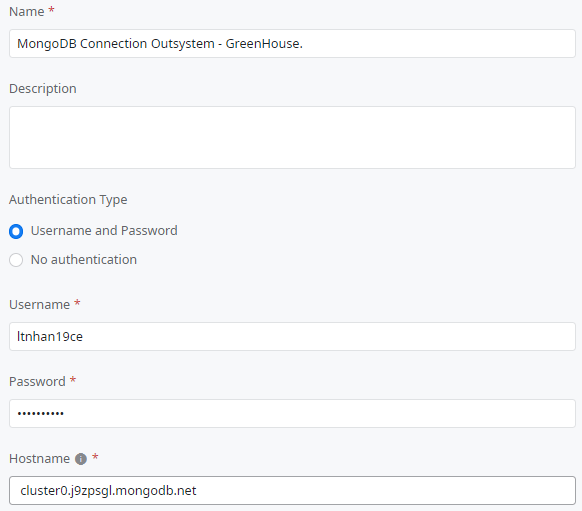 Name *
MongoDB Connection Outsystem - GreenHouse.
Description
Authentication Type
Username and Password
No authentication
Username *
ltnhan19ce
Password *
••••••••••
Hostname i *
cluster0.j9zpsgl.mongodb.net